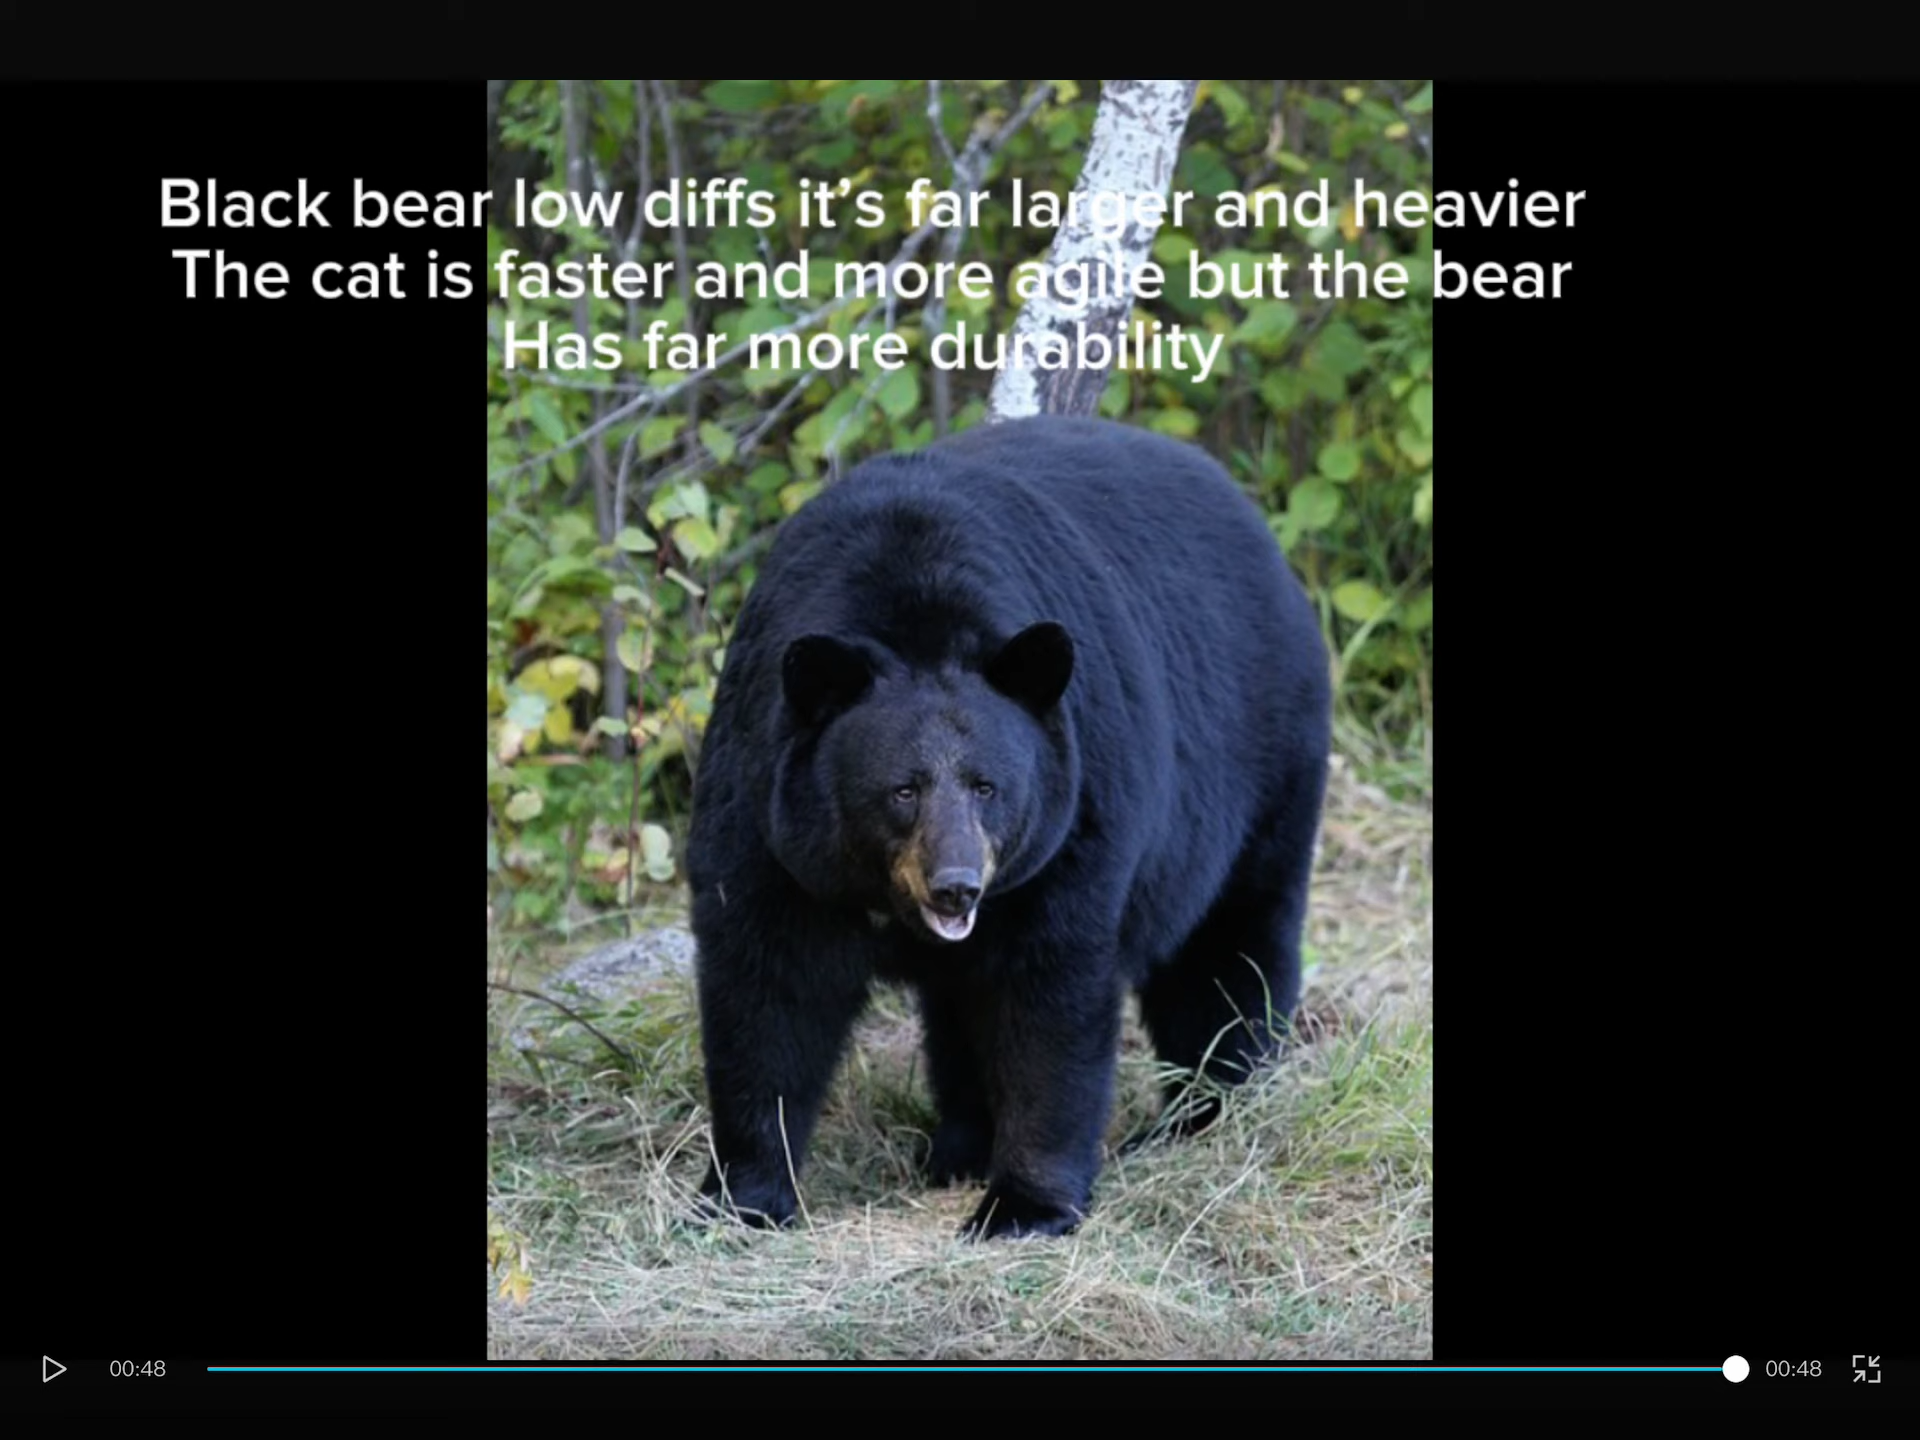 Black bear low diffs it’s far larger and heavier
The cat is faster and more agile but the bear
Has far more durability
00:48
00:48